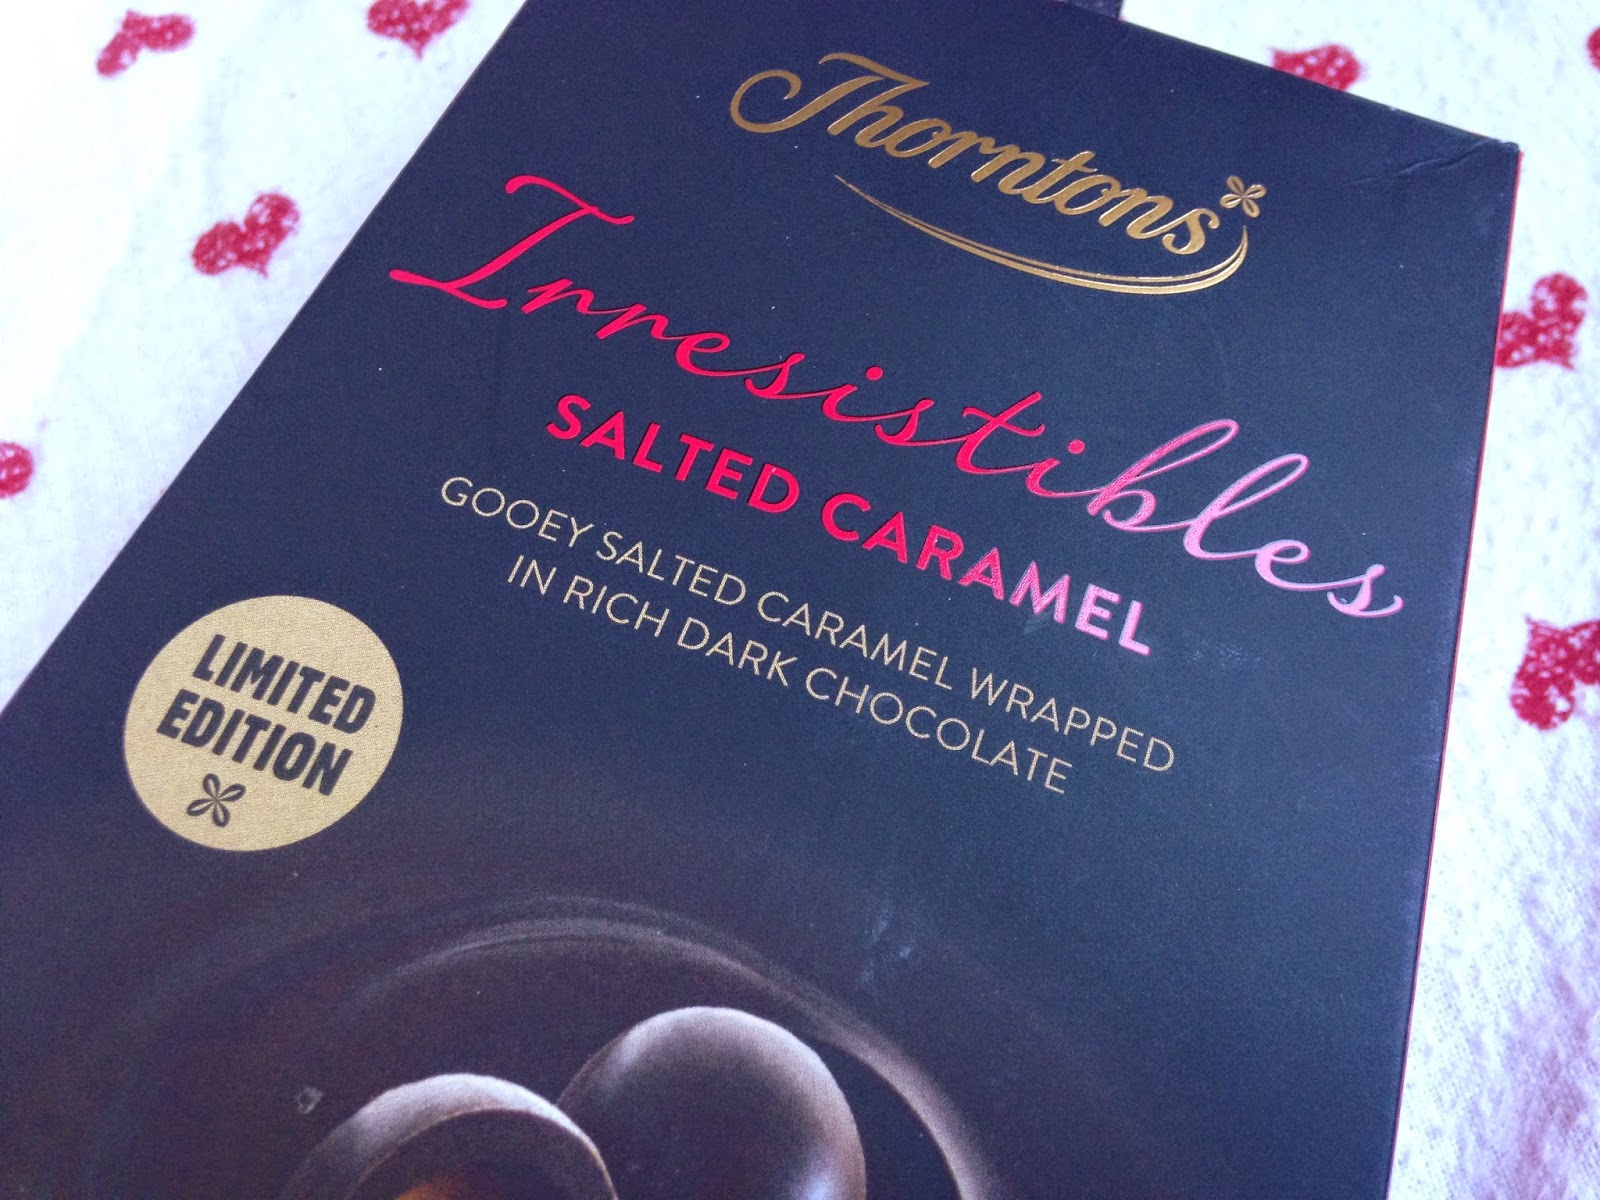 Thorntons
Irresistibles
SALTED CARAMEL
GOOEY SALTED CARAMEL WRAPPED
IN RICH DARK CHOCOLATE
LIMITED
EDITION